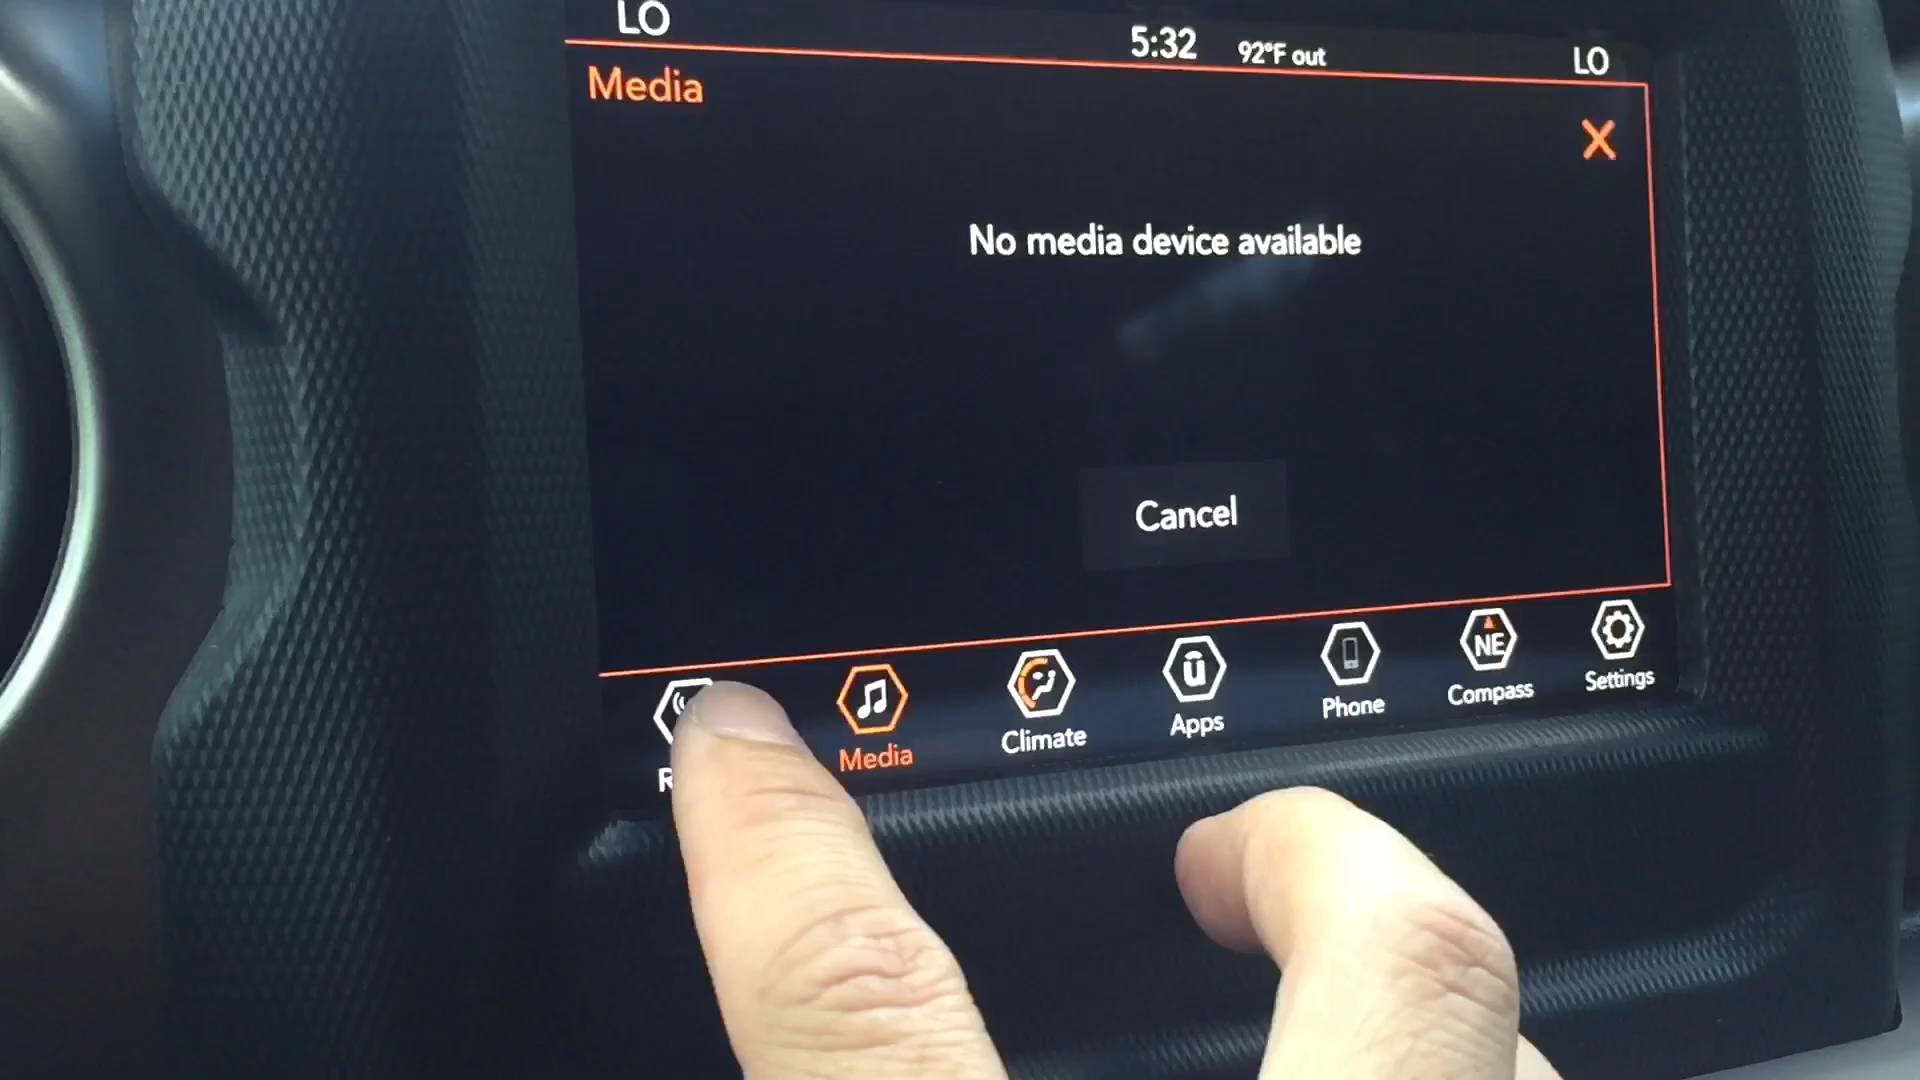 LO
5:32 92°F out
LO
Media
X
No media device available
Cancel
Media
Climate
ū
Apps
Phone
NE
Compass
Settings